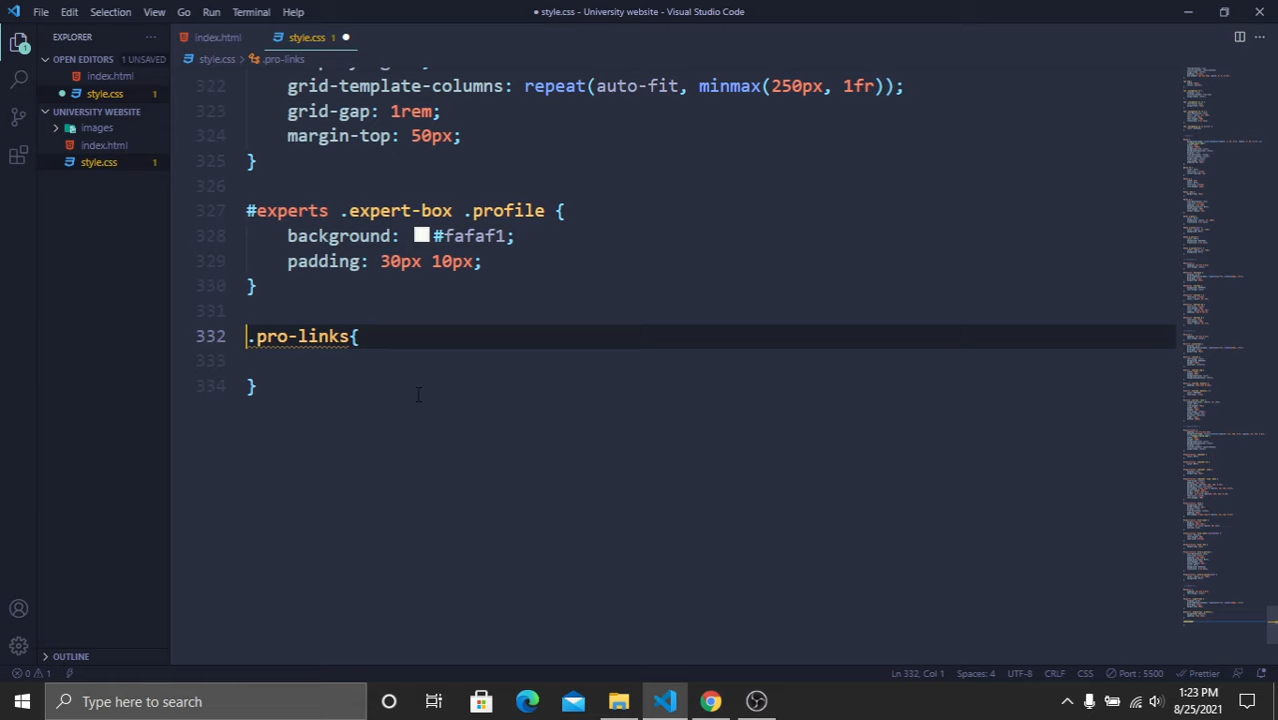 File Edit Selection View Go Run Terminal Help
● style.css - University website - Visual Studio Code
EXPLORER ···
index.html
style.css 1 ●
OPEN EDITORS 1 UNSAVED
index.html
● style.css 1
UNIVERSITY WEBSITE
images
index.html
style.css 1
OUTLINE
style.css > .pro-links
322 grid-template-columns: repeat(auto-fit, minmax(250px, 1fr));
323 grid-gap: 1rem;
324 margin-top: 50px;
325 }
326
327 #experts .expert-box .profile {
328 background: #fafaf1;
329 padding: 30px 10px;
330 }
331
332 .pro-links{
333
334 }
0 1
Ln 332, Col 1 Spaces: 4 UTF-8 CRLF CSS Port : 5500 Prettier
Type here to search
1:23 PM
8/25/2021